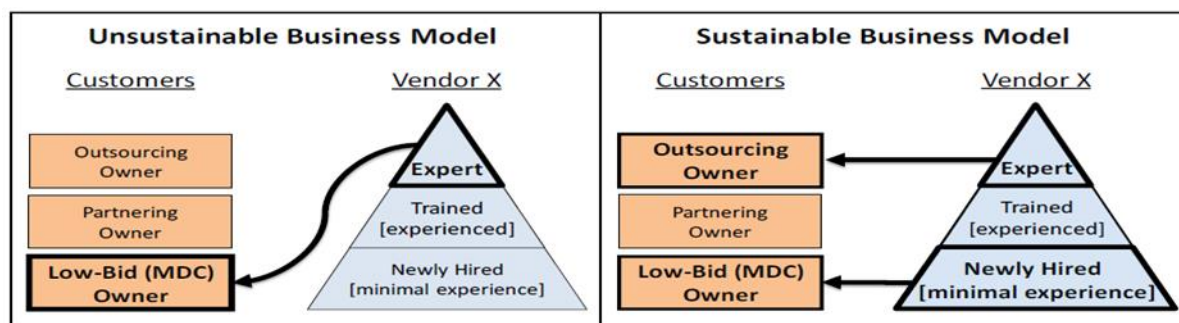 Unsustainable Business Model
Customers
Vendor X
Outsourcing
Owner
Partnering
Owner
Low-Bid (MDC)
Owner
Expert
Trained
[experienced]
Newly Hired
[minimal experience]
Sustainable Business Model
Customers
Vendor X
Outsourcing
Owner
Partnering
Owner
Low-Bid (MDC)
Owner
Expert
Trained
[experienced]
Newly Hired
[minimal experience]